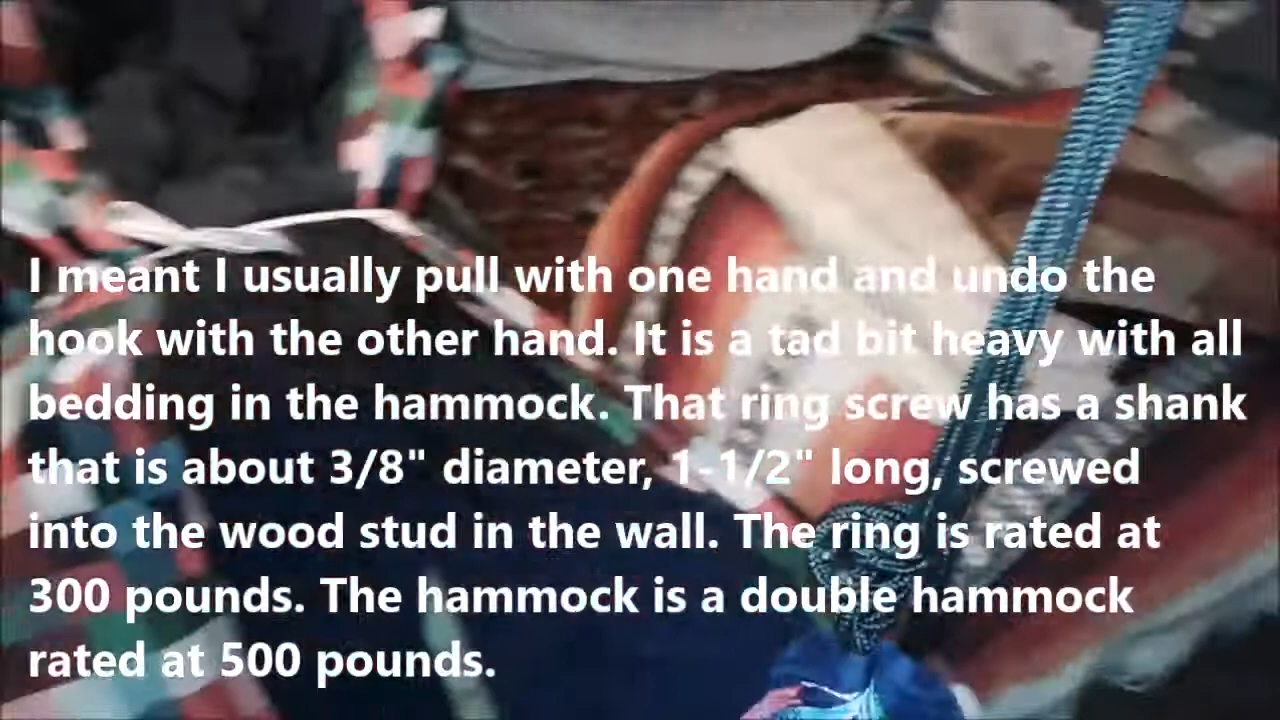 I meant I usually pull with one hand and undo the
hook with the other hand. It is a tad bit heavy with all
bedding in the hammock. That ring screw has a shank
that is about 3/8" diameter, 1-1/2" long, screwed
into the wood stud in the wall. The ring is rated at
300 pounds. The hammock is a double hammock
rated at 500 pounds.